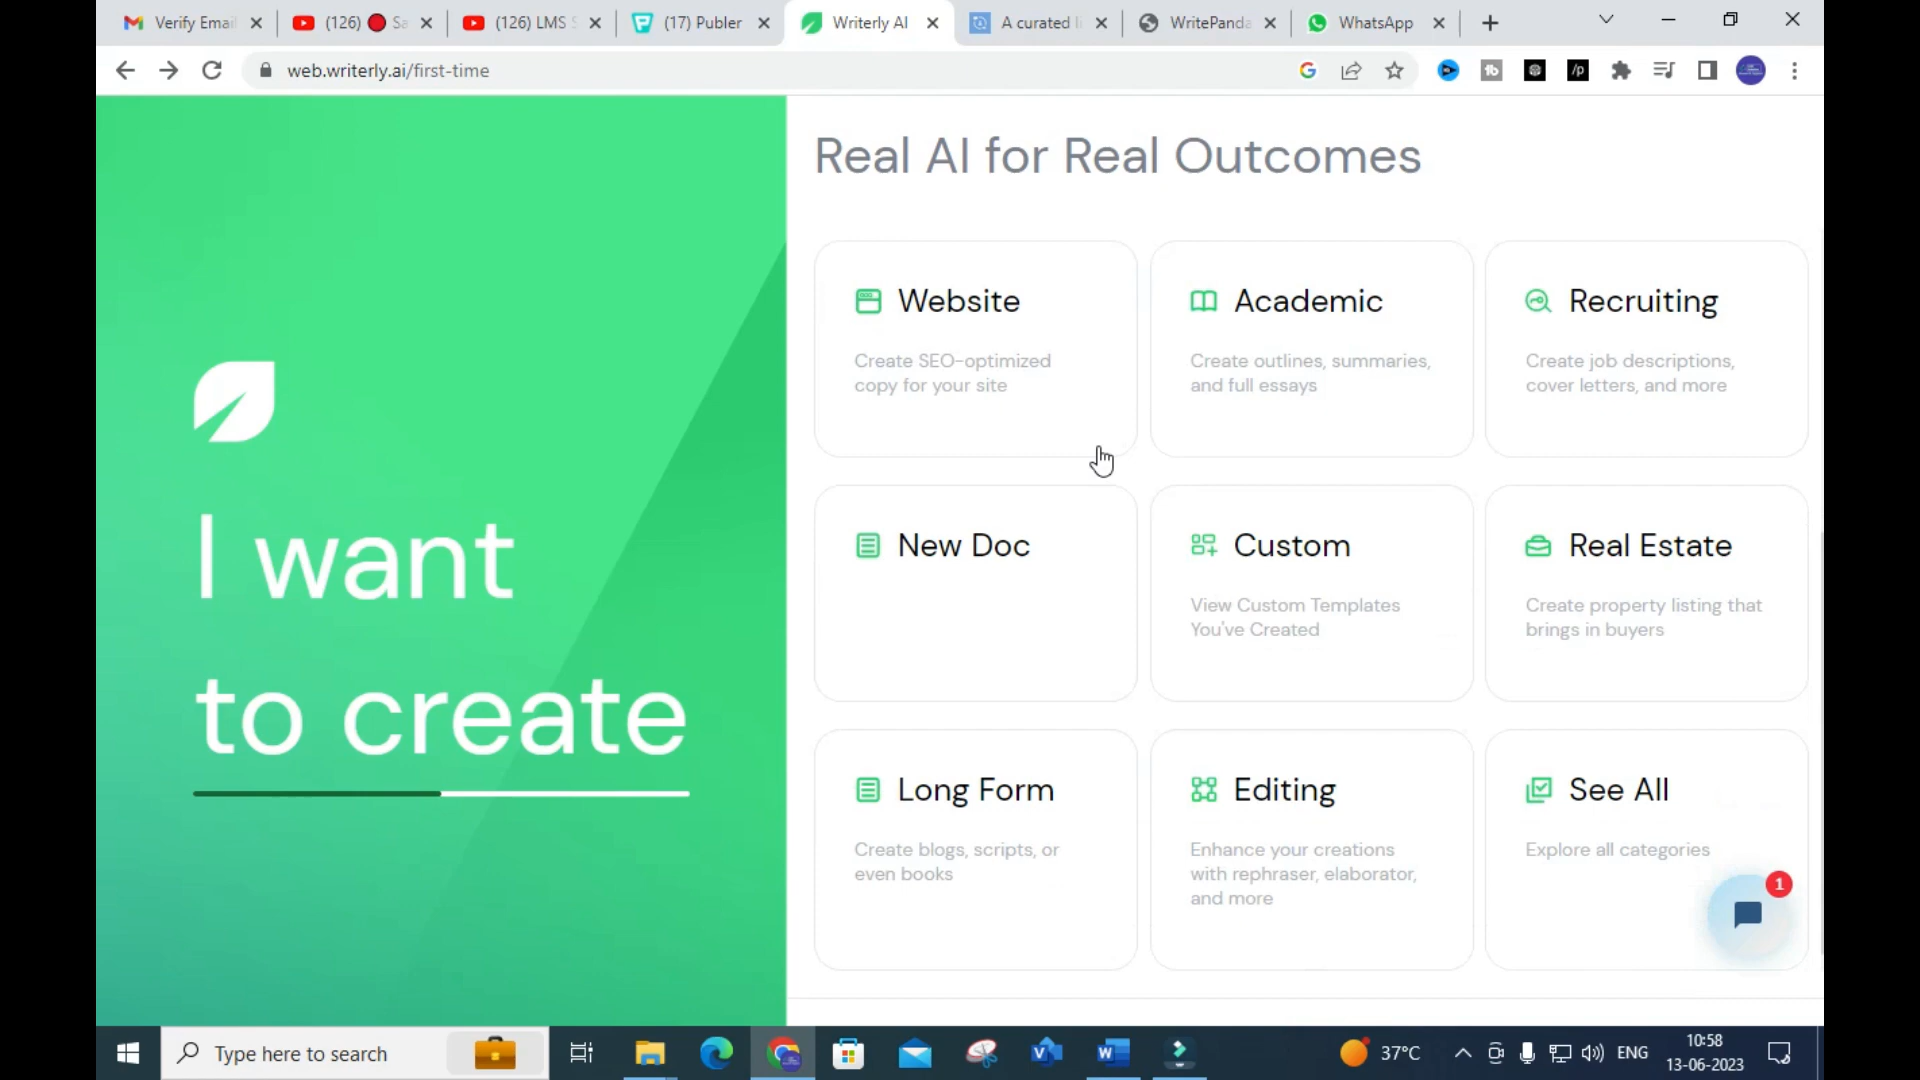 Verify Email
(126) Sa
(126) LMS S
(17) Publer
Writerly AI
A curated li
WritePanda
WhatsApp
web.writerly.ai/first-time
Real AI for Real Outcomes
I want
to create
Website
Create SEO-optimized
copy for your site
Academic
Create outlines, summaries,
and full essays
Recruiting
Create job descriptions,
cover letters, and more
New Doc
Custom
View Custom Templates
You've Created
Real Estate
Create property listing that
brings in buyers
Long Form
Create blogs, scripts, or
even books
Editing
Enhance your creations
with rephraser, elaborator,
and more
See All
Explore all categories
1
Type here to search
37°C
ENG
10:58
13-06-2023